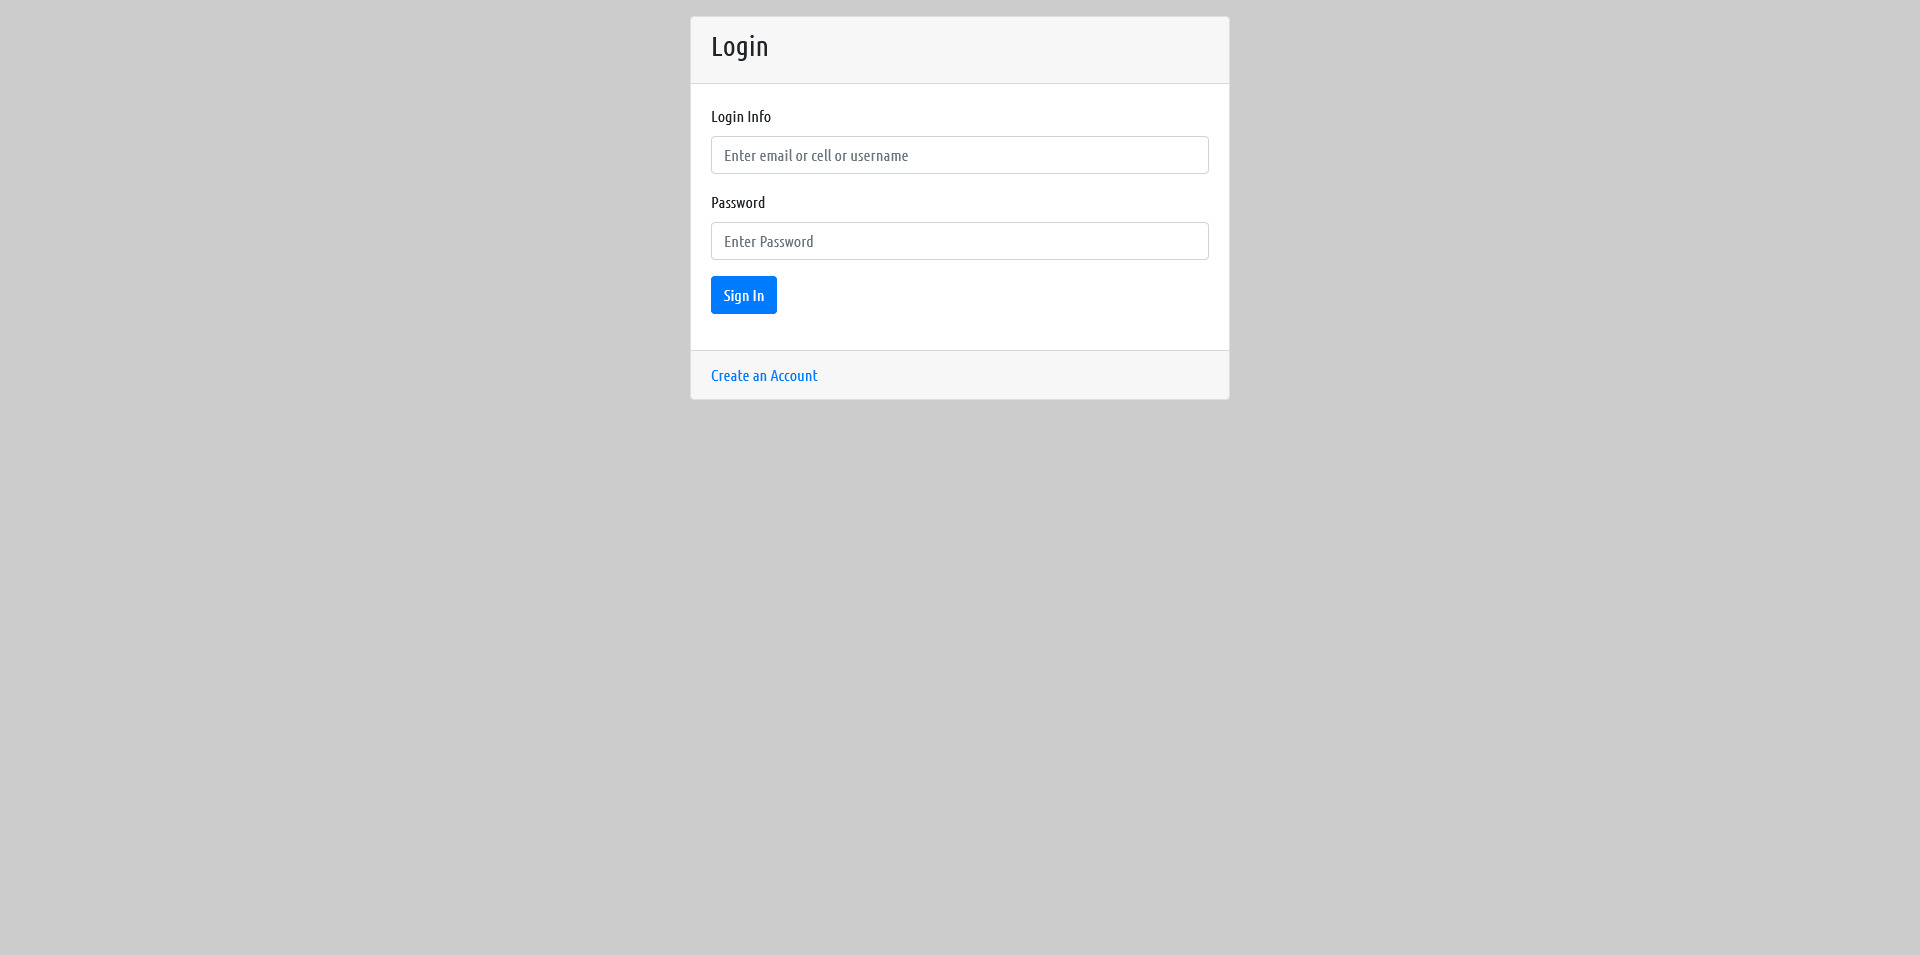 Login
Login Info
Enter email or cell or username
Password
Enter Password
Sign In
Create an Account